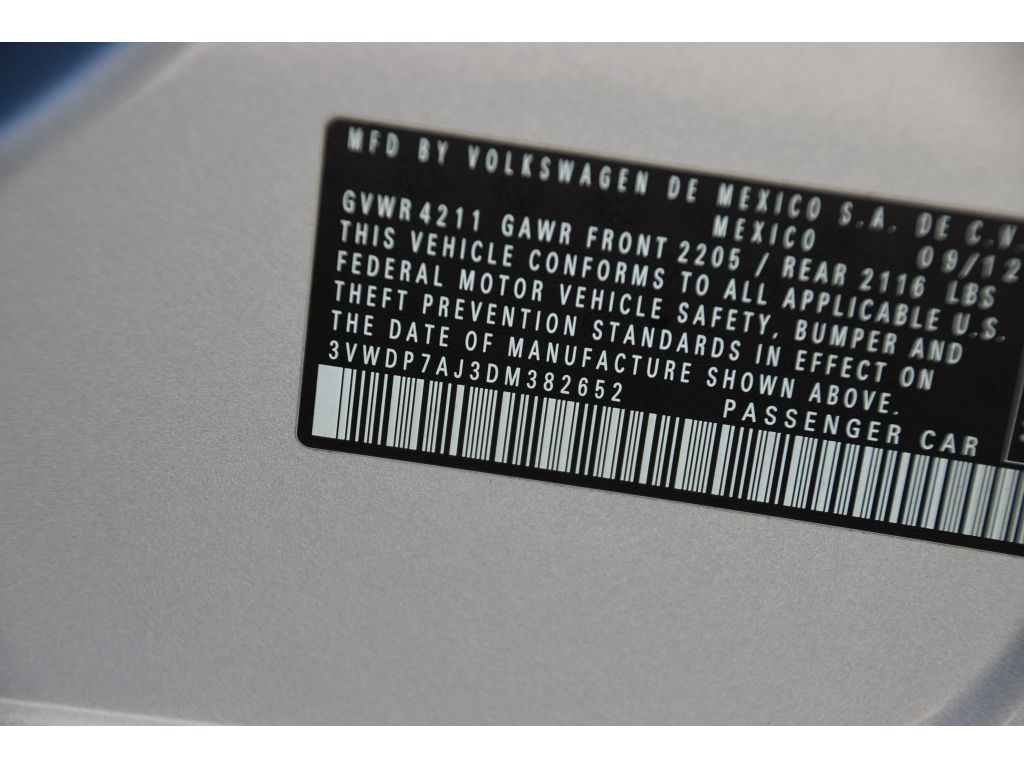 MFD BY VOLKSWAGEN DE MEXICO S.A. DE C.V.
MEXICO 09/12
GVWR 4211 GAWR FRONT 2205 / REAR 2116 LBS
THIS VEHICLE CONFORMS TO ALL APPLICABLE U.S.
FEDERAL MOTOR VEHICLE SAFETY, BUMPER AND
THEFT PREVENTION STANDARDS IN EFFECT ON
THE DATE OF MANUFACTURE SHOWN ABOVE.
3VWDP7AJ3DM382652 PASSENGER CAR